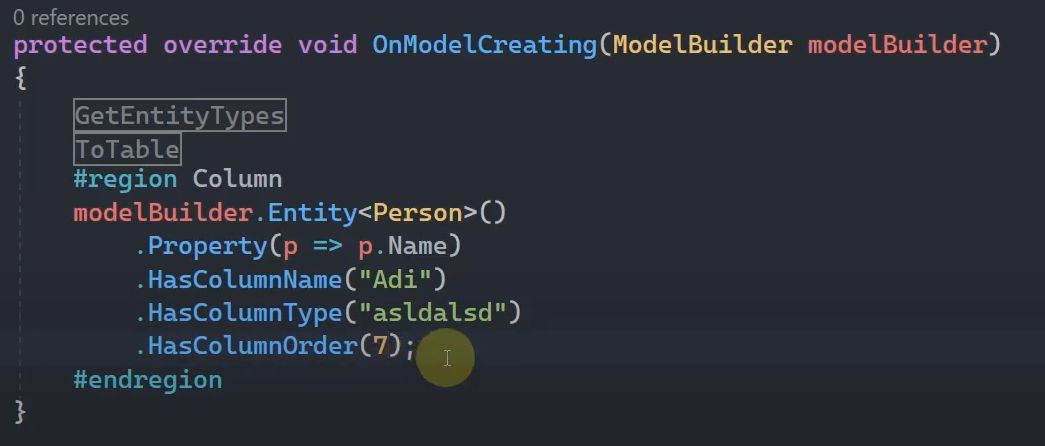 0 references
protected override void OnModelCreating(ModelBuilder modelBuilder)
{
GetEntityTypes
ToTable
#region Column
modelBuilder.Entity<Person>()
.Property(p => p.Name)
.HasColumnName("Adi")
.HasColumnType("asldalsd")
.HasColumnOrder(7);
#endregion
}